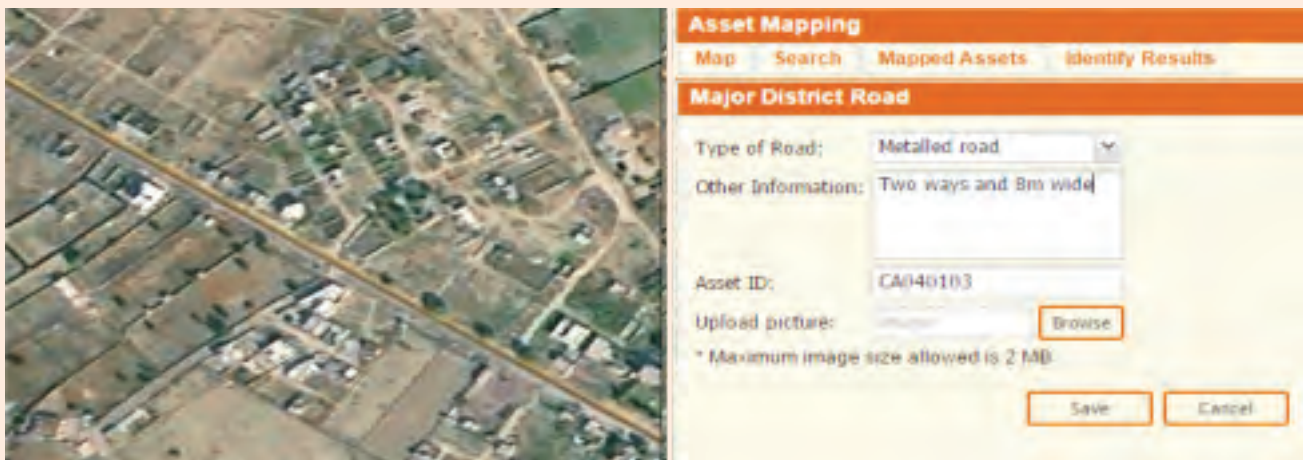 Asset Mapping
Map Search Mapped Assets Identify Results
Major District Road
Type of Road: Metalled road
Other Information: Two ways and 8m wide
Asset ID: CA040103
Upload picture: Browse
* Maximum image size allowed is 2 MB
Save Cancel